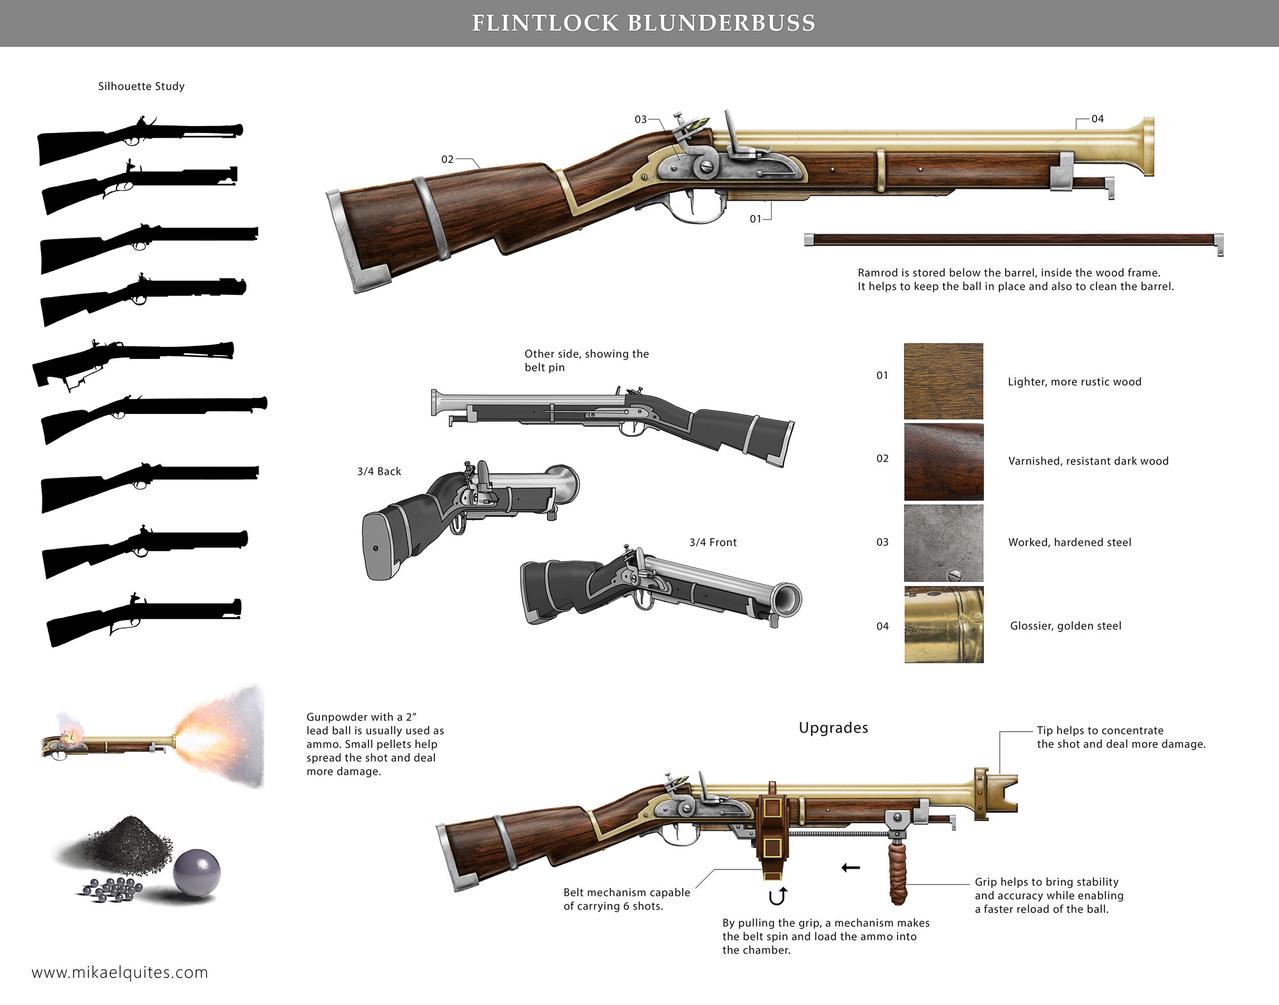 FLINTLOCK BLUNDERBUSS
Silhouette Study
03
04
02
01
Ramrod is stored below the barrel, inside the wood frame.
It helps to keep the ball in place and also to clean the barrel.
Other side, showing the
belt pin
3/4 Back
3/4 Front
01
Lighter, more rustic wood
02
Varnished, resistant dark wood
03
Worked, hardened steel
04
Glossier, golden steel
Gunpowder with a 2”
lead ball is usually used as
ammo. Small pellets help
spread the shot and deal
more damage.
Upgrades
Tip helps to concentrate
the shot and deal more damage.
Belt mechanism capable
of carrying 6 shots.
By pulling the grip, a mechanism makes
the belt spin and load the ammo into
the chamber.
Grip helps to bring stability
and accuracy while enabling
a faster reload of the ball.
www.mikaelquites.com